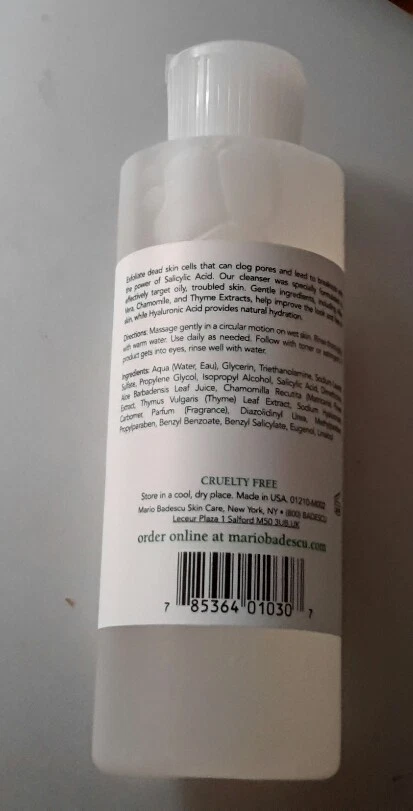 Exfoliate dead skin cells that can clog pores and lead to
the power of Salicylic Acid. Our cleanser was specially
effectively target oily, troubled skin. Gentle ingredients,
Chamomile, and Thyme Extracts, help improve the look and
skin, while Hyaluronic Acid provides natural hydration.
Directions: Massage gently in a circular motion on wet skin. Rinse
with warm water. Use daily as needed. Follow with toner or
product gets into eyes, rinse well with water.
Ingredients: Aqua (Water, Eau), Glycerin, Triethanolamine, Sodium
Sulfate, Propylene Glycol, Isopropyl Alcohol, Salicylic Acid,
Aloe Barbadensis Leaf Juice, Chamomilla Recutita (Matricaria)
Extract, Thymus Vulgaris (Thyme) Leaf Extract, Sodium
Carbomer, Parfum (Fragrance), Diazolidinyl Urea,
Propylparaben, Benzyl Benzoate, Benzyl Salicylate, Eugenol,
CRUELTY FREE
Store in a cool, dry place. Made in USA.
Mario Badescu Skin Care, New York, NY • (800) BADESCU
Leceur Plaza 1 Salford M50 3UB,UK
order online at mariobadescu.com
7 85364 01030 7